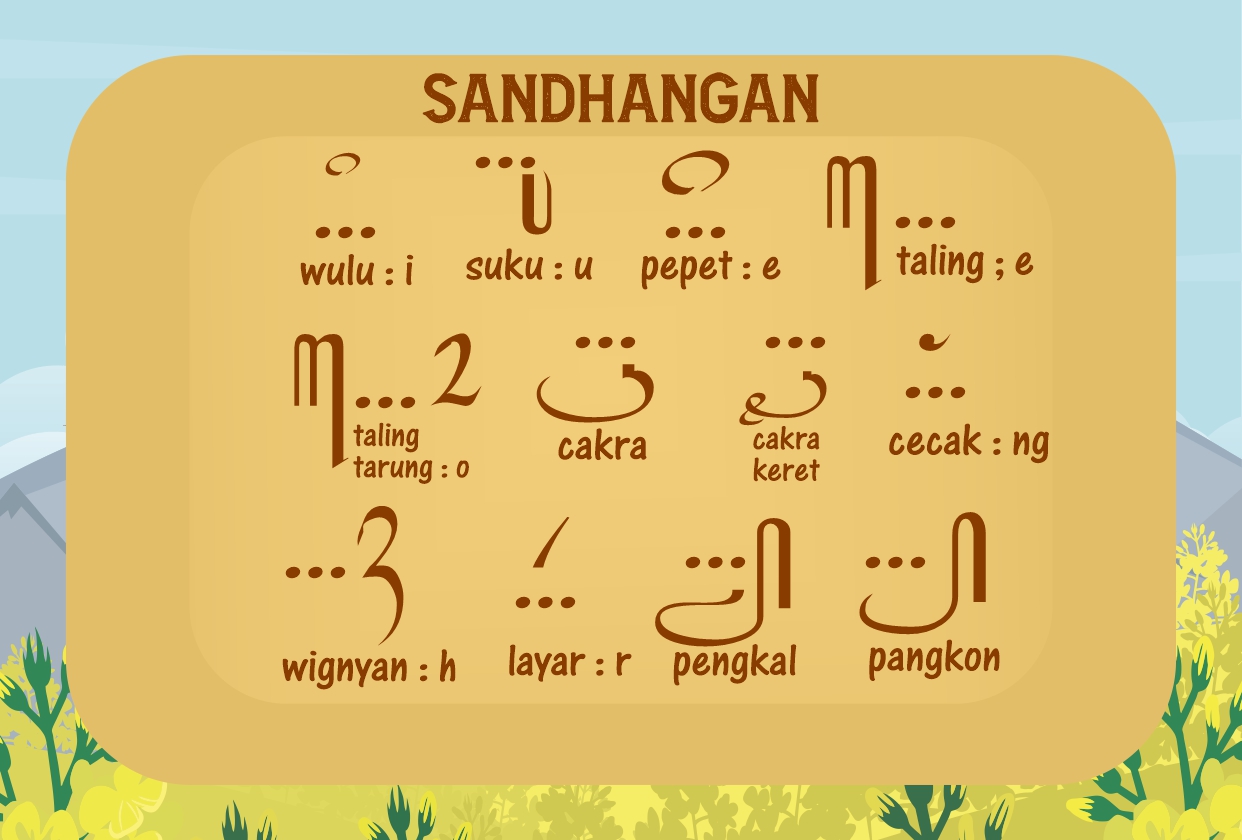 SANDHANGAN
wulu : i
suku : u
pepet : e
taling ; e
taling
tarung : o
cakra
cakra
keret
cecak : ng
wignyan : h
layar : r
pengkal
pangkon